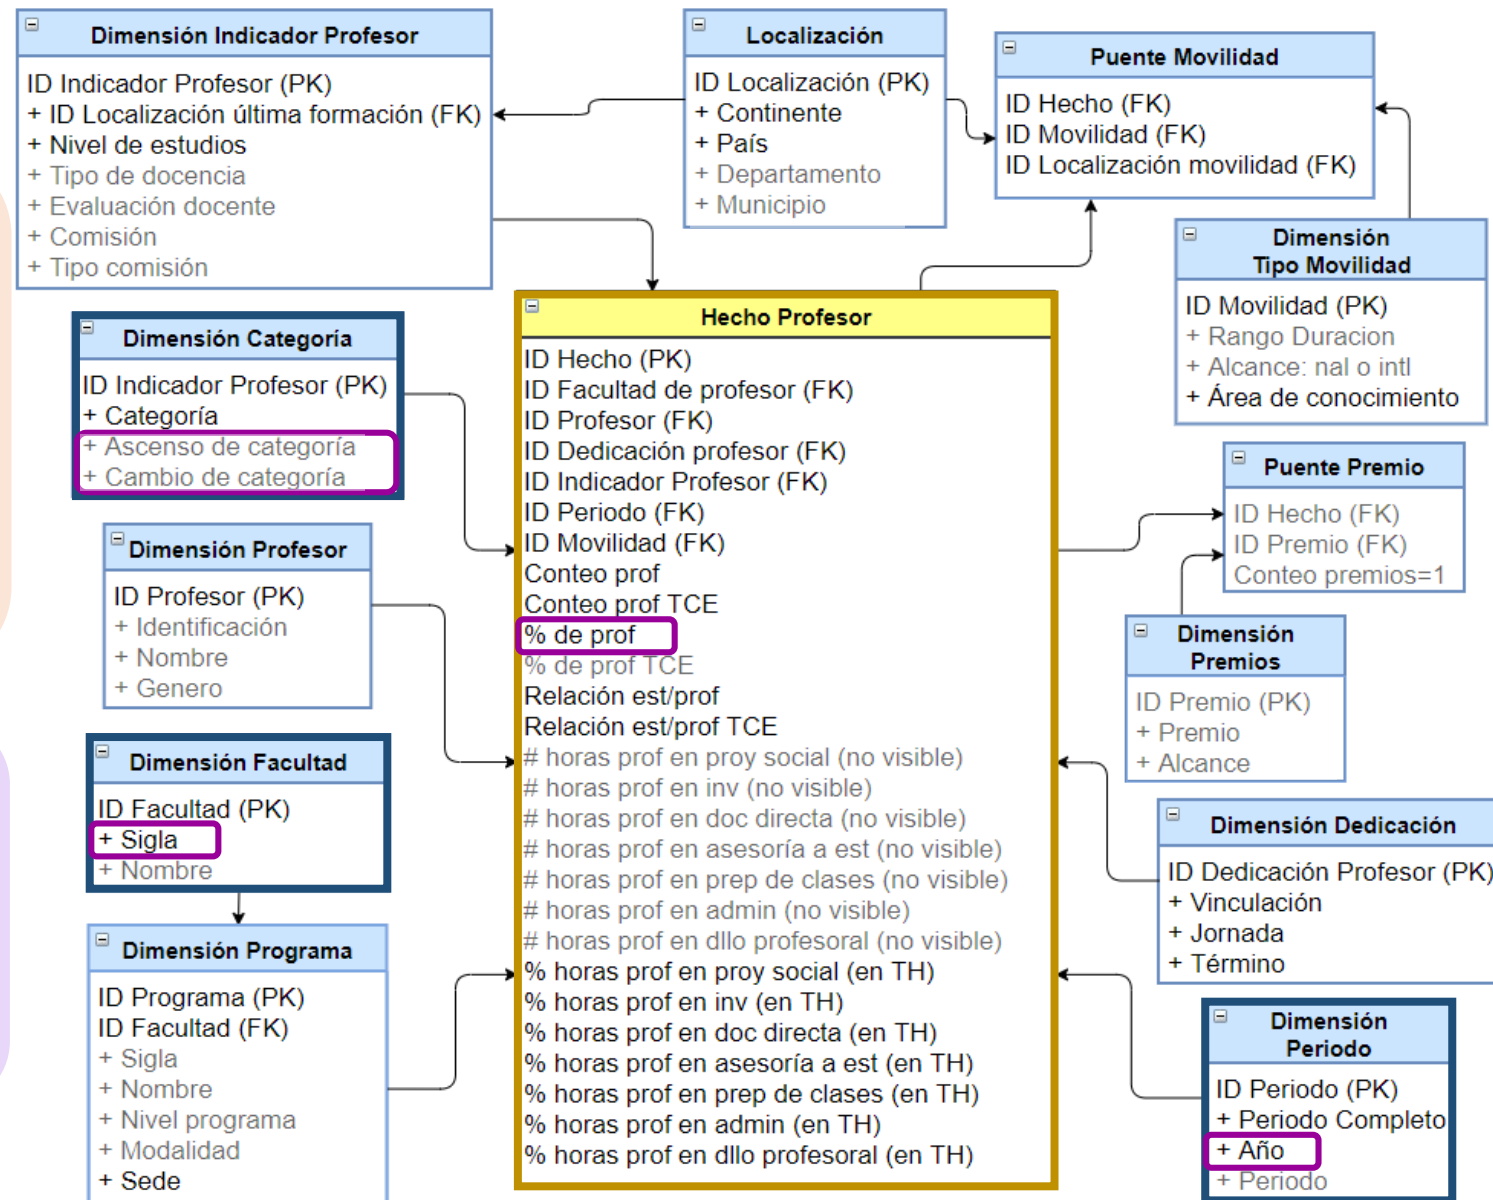 Dimensión Indicador Profesor
ID Indicador Profesor (PK)
+ ID Localización última formación (FK)
+ Nivel de estudios
+ Tipo de docencia
+ Evaluación docente
+ Comisión
+ Tipo comisión
Localización
ID Localización (PK)
+ Continente
+ País
+ Departamento
+ Municipio
Puente Movilidad
ID Hecho (FK)
ID Movilidad (FK)
ID Localización movilidad (FK)
Dimensión
Tipo Movilidad
ID Movilidad (PK)
+ Rango Duracion
+ Alcance: nal o intl
+ Área de conocimiento
Dimensión Categoría
ID Indicador Profesor (PK)
+ Categoría
+ Ascenso de categoría
+ Cambio de categoría
Dimensión Profesor
ID Profesor (PK)
+ Identificación
+ Nombre
+ Genero
Dimensión Facultad
ID Facultad (PK)
+ Sigla
+ Nombre
Dimensión Programa
ID Programa (PK)
ID Facultad (FK)
+ Sigla
+ Nombre
+ Nivel programa
+ Modalidad
+ Sede
Hecho Profesor
ID Hecho (PK)
ID Facultad de profesor (FK)
ID Profesor (FK)
ID Dedicación profesor (FK)
ID Indicador Profesor (FK)
ID Periodo (FK)
ID Movilidad (FK)
Conteo prof
Conteo prof TCE
% de prof
% de prof TCE
Relación est/prof
Relación est/prof TCE
# horas prof en proy social (no visible)
# horas prof en inv (no visible)
# horas prof en doc directa (no visible)
# horas prof en asesoría a est (no visible)
# horas prof en prep de clases (no visible)
# horas prof en admin (no visible)
# horas prof en dllo profesoral (no visible)
% horas prof en proy social (en TH)
% horas prof en inv (en TH)
% horas prof en doc directa (en TH)
% horas prof en asesoría a est (en TH)
% horas prof en prep de clases (en TH)
% horas prof en admin (en TH)
% horas prof en dllo profesoral (en TH)
Puente Premio
ID Hecho (FK)
ID Premio (FK)
Conteo premios=1
Dimensión
Premios
ID Premio (PK)
+ Premio
+ Alcance
Dimensión Dedicación
ID Dedicación Profesor (PK)
+ Vinculación
+ Jornada
+ Término
Dimensión
Periodo
ID Periodo (PK)
+ Periodo Completo
+ Año
+ Periodo